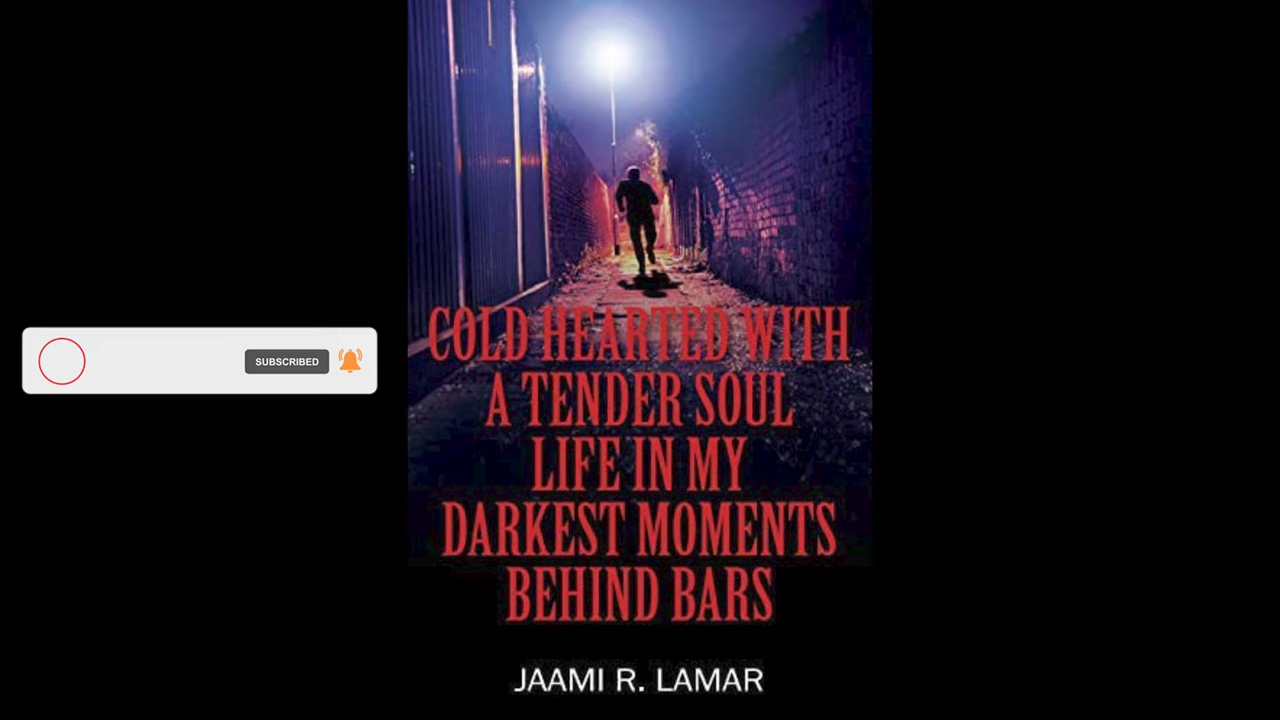 SUBSCRIBED
COLD HEARTED WITH
A TENDER SOUL
LIFE IN MY
DARKEST MOMENTS
BEHIND BARS
JAAMI R. LAMAR